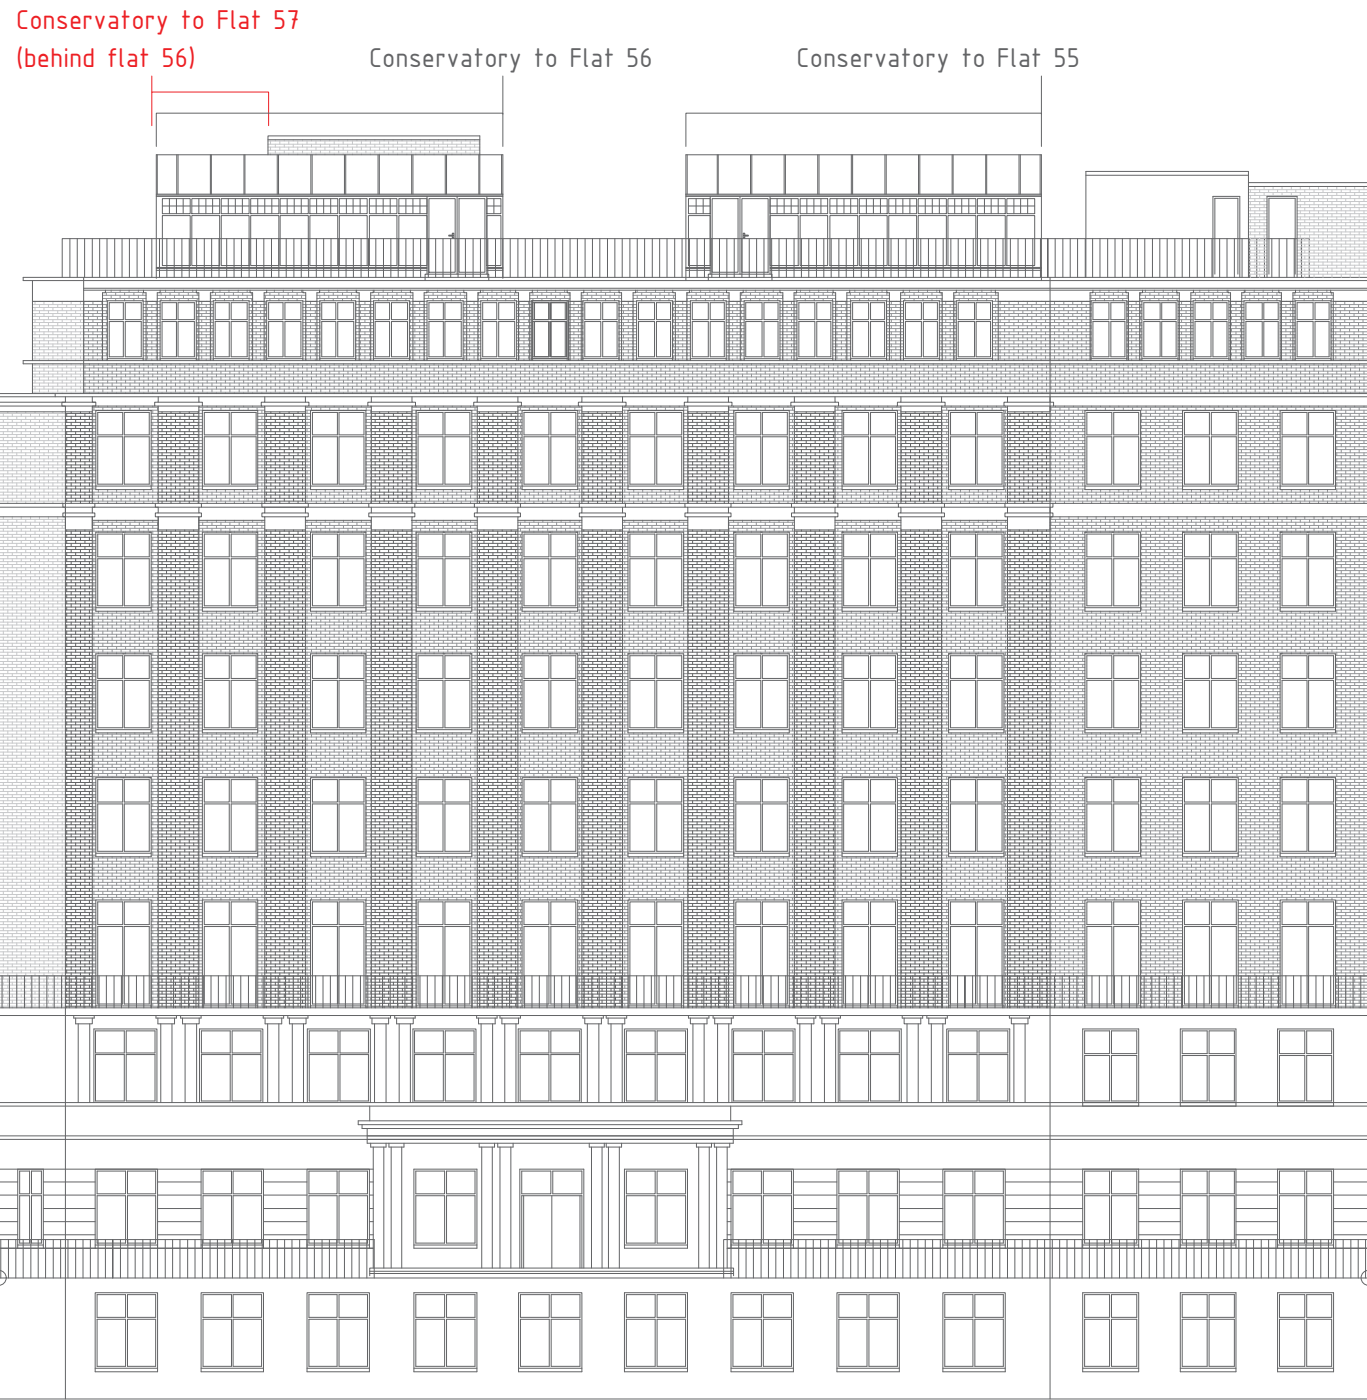 Conservatory to Flat 57
(behind flat 56)
Conservatory to Flat 56
Conservatory to Flat 55